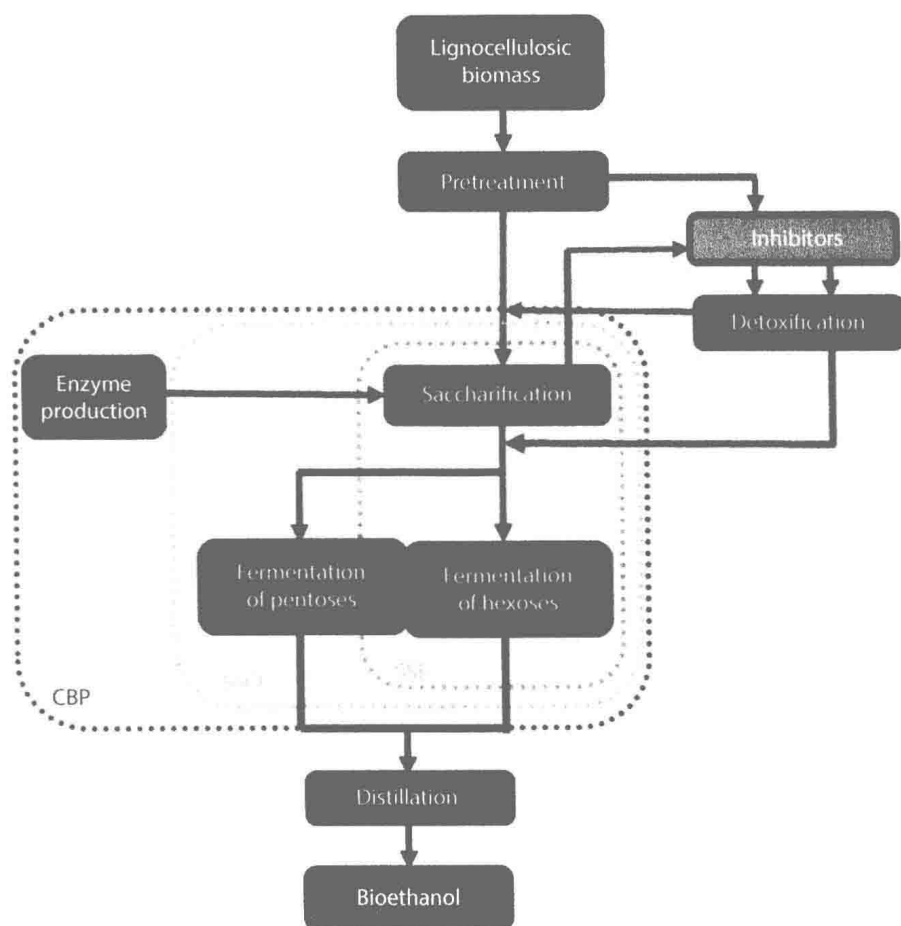 Lignocellulosic
biomass
Pretreatment
Inhibitors
Detoxification
Enzyme
production
Saccharification
Fermentation
of pentoses
Fermentation
of hexoses
CBP
Distillation
Bioethanol